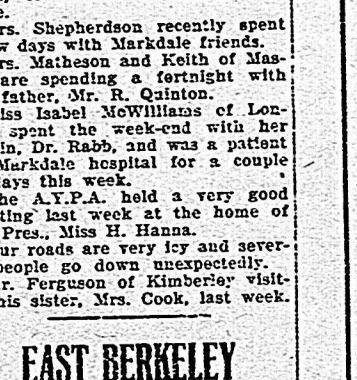 e.
rs. Shepherdson recently spent
w days with Markdale friends.
rs. Matheson and Keith of Mas-
are spending a fortnight with
father, Mr. R. Quinton.
iss Isabel McWilliams of Lon-
spent the week-end with her
in, Dr. Rabb, and was a patient
Markdale hospital for a couple
ays this week.
he A.Y.P.A. held a very good
ting last week at the home of
Pres., Miss H. Hanna.
ur roads are very icy and sever-
people go down unexpectedly.
r. Ferguson of Kimberley visit-
his sister, Mrs. Cook, last week.
EAST BERKELEY